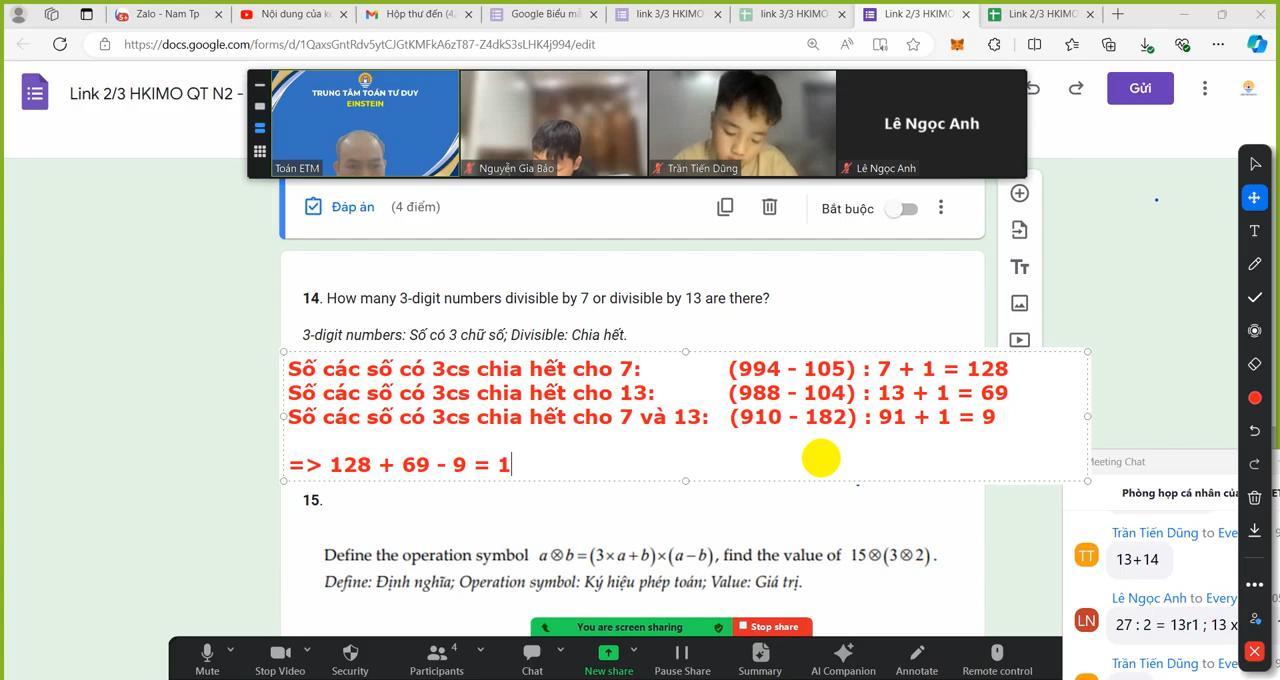 Zalo - Nam Tp
Nội dung của k
Hộp thư đến (4
Google Biểu m
link 3/3 HKIMO
link 3/3 HKIMO
Link 2/3 HKIMO
Link 2/3 HKIMO
https://docs.google.com/forms/d/1QaxsGntRdv5ytCJGtKMFkA6zT87-Z4dkS3sLHK4j994/edit
Link 2/3 HKIMO QT N2 -
Gửi
TRUNG TÂM TOÁN TƯ DUY
EINSTEIN
Toán ETM
Nguyễn Gia Bảo
Trần Tiến Dũng
Lê Ngọc Anh
Lê Ngọc Anh
Đáp án (4 điểm)
Bắt buộc
14. How many 3-digit numbers divisible by 7 or divisible by 13 are there?
3-digit numbers: Số có 3 chữ số; Divisible: Chia hết.
Số các số có 3cs chia hết cho 7: (994 - 105) : 7 + 1 = 128
Số các số có 3cs chia hết cho 13: (988 - 104) : 13 + 1 = 69
Số các số có 3cs chia hết cho 7 và 13: (910 - 182) : 91 + 1 = 9
=> 128 + 69 - 9 = 1
15.
Define the operation symbol a⊗b=(3×a+b)×(a−b), find the value of 15⊗(3⊗2).
Define: Định nghĩa; Operation symbol: Ký hiệu phép toán; Value: Giá trị.
Meeting Chat
Phòng họp cá nhân củ
Trần Tiến Dũng to Eve
TT
13+14
Lê Ngọc Anh to Every
LN
27 : 2 = 13r1 ; 13 x
Trần Tiến Dũng to Eve
You are screen sharing
Stop share
Mute
Stop Video
Security
Participants
4
Chat
New share
Pause Share
Summary
AI Companion
Annotate
Remote control